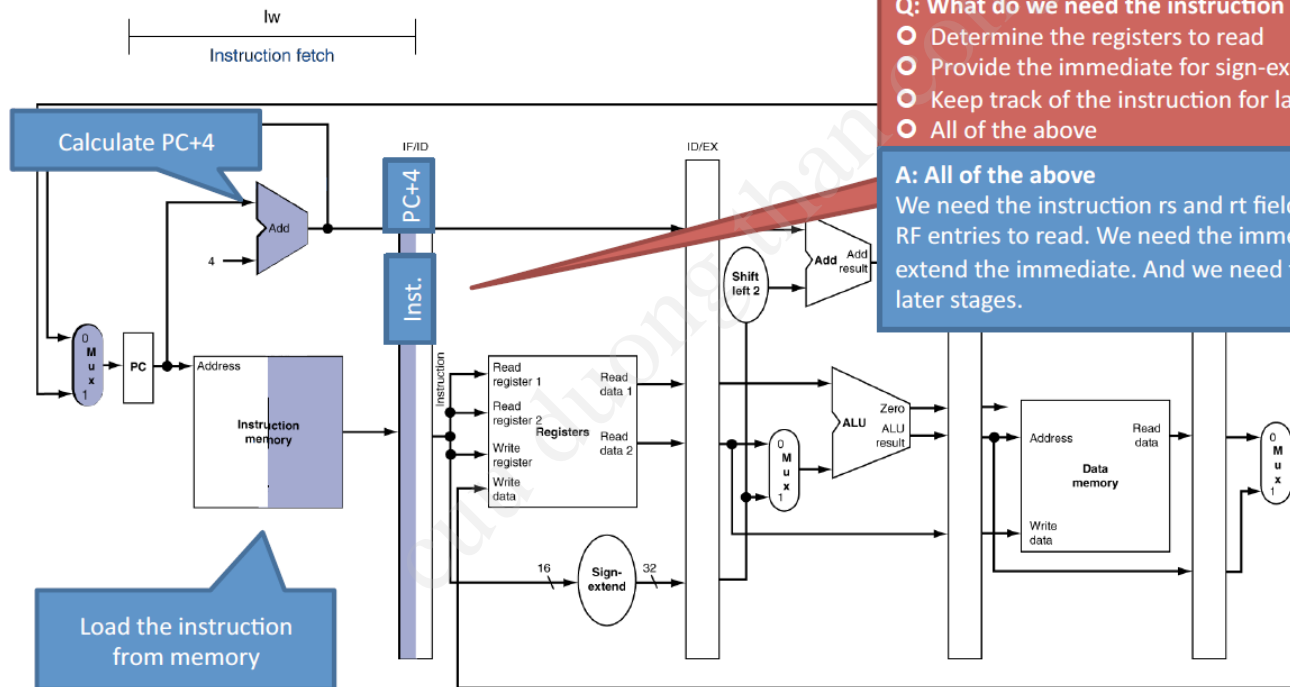 lw
Instruction fetch
Q: What do we need the instruction
Determine the registers to read
Provide the immediate for sign-ex
Keep track of the instruction for la
All of the above
A: All of the above
We need the instruction rs and rt field
RF entries to read. We need the imme
extend the immediate. And we need t
later stages.
Calculate PC+4
IF/ID
ID/EX
PC+4
Add
4
Inst.
Shift
left 2
Add
Add
result
0
M
u
x
1
PC
Address
Instruction
memory
Instruction
Read
register 1
Read
register 2
Write
register
Write
data
Registers
Read
data 1
Read
data 2
16
Sign-
extend
32
0
M
u
x
1
ALU
Zero
ALU
result
Address
Write
data
Data
memory
Read
data
0
M
u
x
1
Load the instruction
from memory
cuu duong than con